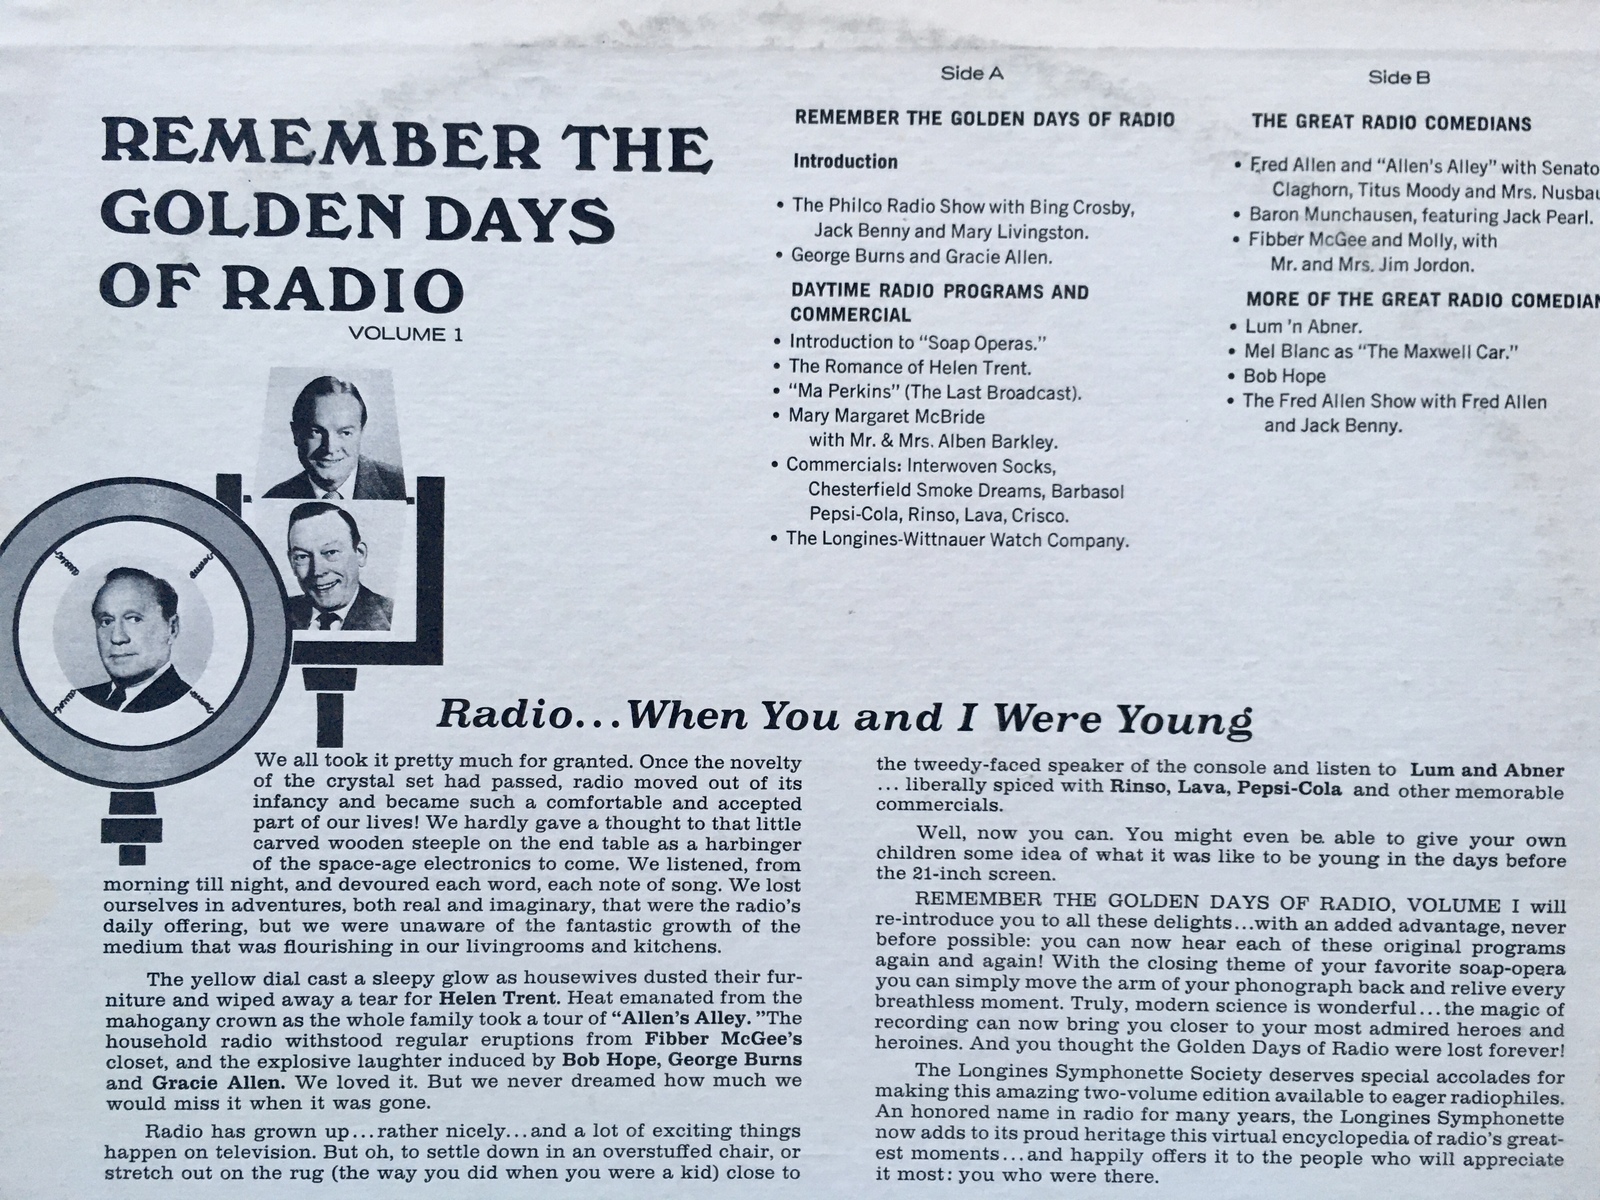 REMEMBER THE
GOLDEN DAYS
OF RADIO
VOLUME 1
Side A
REMEMBER THE GOLDEN DAYS OF RADIO
Introduction
• The Philco Radio Show with Bing Crosby,
Jack Benny and Mary Livingston.
• George Burns and Gracie Allen.
DAYTIME RADIO PROGRAMS AND
COMMERCIAL
• Introduction to “Soap Operas.”
• The Romance of Helen Trent.
• “Ma Perkins” (The Last Broadcast).
• Mary Margaret McBride
with Mr. & Mrs. Alben Barkley.
• Commercials: Interwoven Socks,
Chesterfield Smoke Dreams, Barbasol
Pepsi-Cola, Rinso, Lava, Crisco.
• The Longines-Wittnauer Watch Company.
Side B
THE GREAT RADIO COMEDIANS
• Fred Allen and “Allen's Alley” with Senato
Claghorn, Titus Moody and Mrs. Nusbau
• Baron Munchausen, featuring Jack Pearl.
• Fibber McGee and Molly, with
Mr. and Mrs. Jim Jordon.
MORE OF THE GREAT RADIO COMEDIAN
• Lum 'n Abner.
• Mel Blanc as “The Maxwell Car.”
• Bob Hope
• The Fred Allen Show with Fred Allen
and Jack Benny.
Radio...When You and I Were Young
We all took it pretty much for granted. Once the novelty
of the crystal set had passed, radio moved out of its
infancy and became such a comfortable and accepted
part of our lives! We hardly gave a thought to that little
carved wooden steeple on the end table as a harbinger
of the space-age electronics to come. We listened, from
morning till night, and devoured each word, each note of song. We lost
ourselves in adventures, both real and imaginary, that were the radio's
daily offering, but we were unaware of the fantastic growth of the
medium that was flourishing in our livingrooms and kitchens.
The yellow dial cast a sleepy glow as housewives dusted their fur-
niture and wiped away a tear for Helen Trent. Heat emanated from the
mahogany crown as the whole family took a tour of “Allen's Alley. ”The
household radio withstood regular eruptions from Fibber McGee's
closet, and the explosive laughter induced by Bob Hope, George Burns
and Gracie Allen. We loved it. But we never dreamed how much we
would miss it when it was gone.
Radio has grown up...rather nicely...and a lot of exciting things
happen on television. But oh, to settle down in an overstuffed chair, or
stretch out on the rug (the way you did when you were a kid) close to
the tweedy-faced speaker of the console and listen to Lum and Abner
... liberally spiced with Rinso, Lava, Pepsi-Cola and other memorable
commercials.
Well, now you can. You might even be able to give your own
children some idea of what it was like to be young in the days before
the 21-inch screen.
REMEMBER THE GOLDEN DAYS OF RADIO, VOLUME I will
re-introduce you to all these delights...with an added advantage, never
before possible: you can now hear each of these original programs
again and again! With the closing theme of your favorite soap-opera
you can simply move the arm of your phonograph back and relive every
breathless moment. Truly, modern science is wonderful...the magic of
recording can now bring you closer to your most admired heroes and
heroines. And you thought the Golden Days of Radio were lost forever!
The Longines Symphonette Society deserves special accolades for
making this amazing two-volume edition available to eager radiophiles.
An honored name in radio for many years, the Longines Symphonette
now adds to its proud heritage this virtual encyclopedia of radio's great-
est moments...and happily offers it to the people who will appreciate
it most: you who were there.